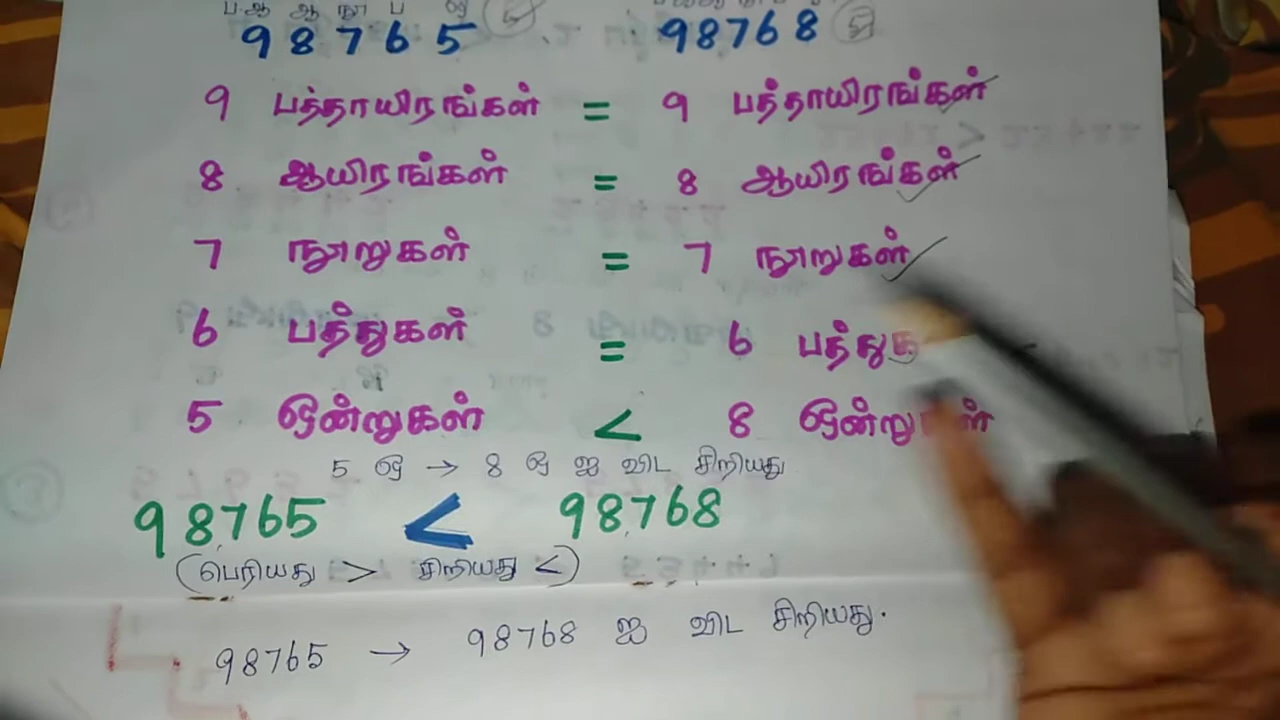 98765 5 98768 5
9 பத்தாயிரங்கள் = 9 பத்தாயிரங்கள்
8 ஆயிரங்கள் = 8 ஆயிரங்கள்
7 நூறுகள் = 7 நூறுகள்
6 பத்துகள் = 6
5 ஒன்றுகள் < 8
5 ஒ → 8 ஒ ஐ விட சிறியது
98765 < 98768
(பெரியது > சிறியது <)
98765 → 98768 ஐ விட சிறியது.